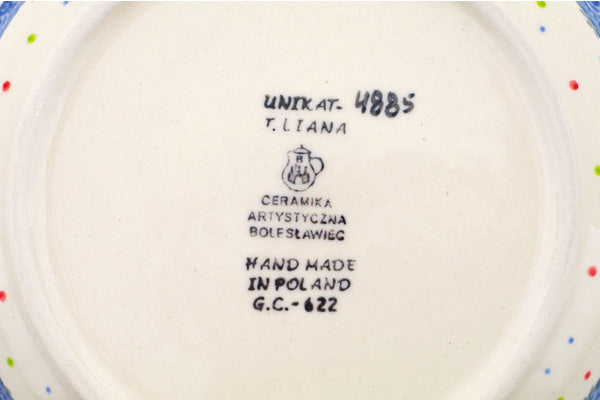 UNIKAT- 4885
T. LIANA
B
CERAMIKA
ARTYSTYCZNA
BOLESŁAWIEC
HAND MADE
IN POLAND
G.C.-622